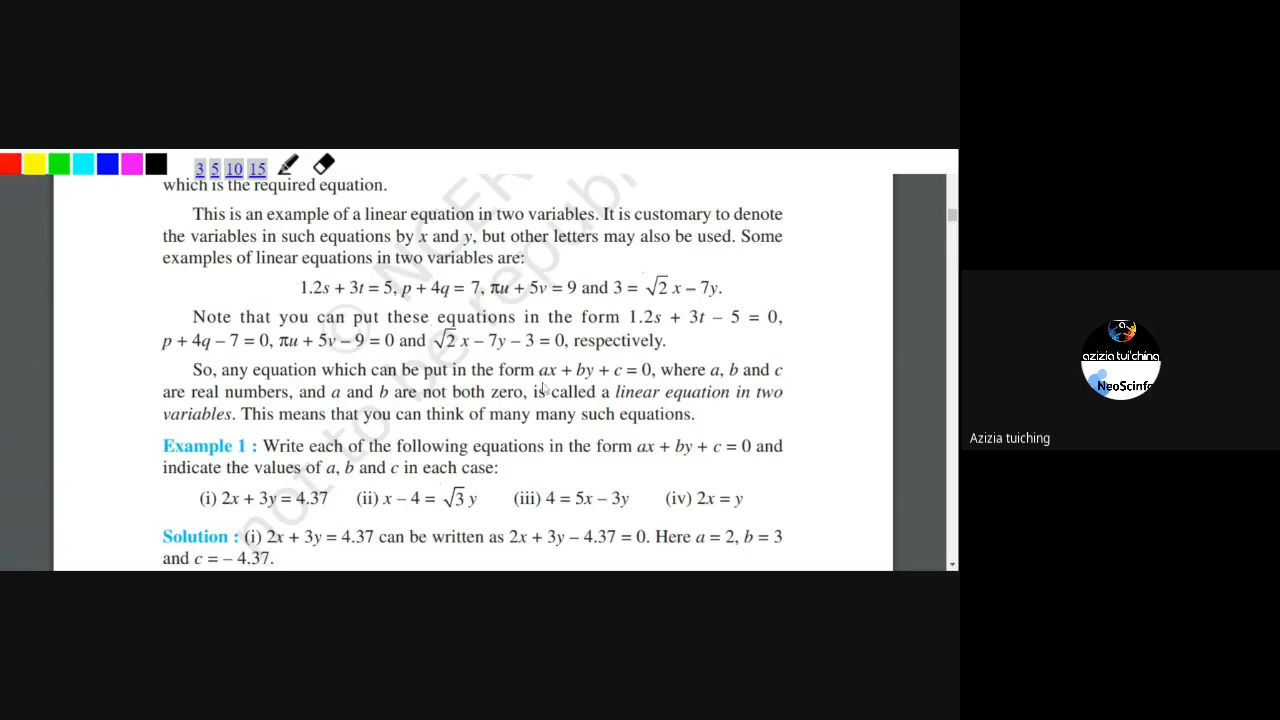 3 5 10 15
which is the required equation.
This is an example of a linear equation in two variables. It is customary to denote
the variables in such equations by x and y, but other letters may also be used. Some
examples of linear equations in two variables are:
1.2s + 3t = 5, p + 4q = 7, πu + 5v = 9 and 3 = √2 x – 7y.
Note that you can put these equations in the form 1.2s + 3t – 5 = 0,
p + 4q – 7 = 0, πu + 5v – 9 = 0 and √2 x – 7y – 3 = 0, respectively.
So, any equation which can be put in the form ax + by + c = 0, where a, b and c
are real numbers, and a and b are not both zero, is called a linear equation in two
variables. This means that you can think of many many such equations.
Example 1 : Write each of the following equations in the form ax + by + c = 0 and
indicate the values of a, b and c in each case:
(i) 2x + 3y = 4.37 (ii) x – 4 = √3 y (iii) 4 = 5x – 3y (iv) 2x = y
Solution : (i) 2x + 3y = 4.37 can be written as 2x + 3y – 4.37 = 0. Here a = 2, b = 3
and c = – 4.37.
© NCER
not to be republi
azizia tui'ching
NeoScinfo
Azizia tuiching